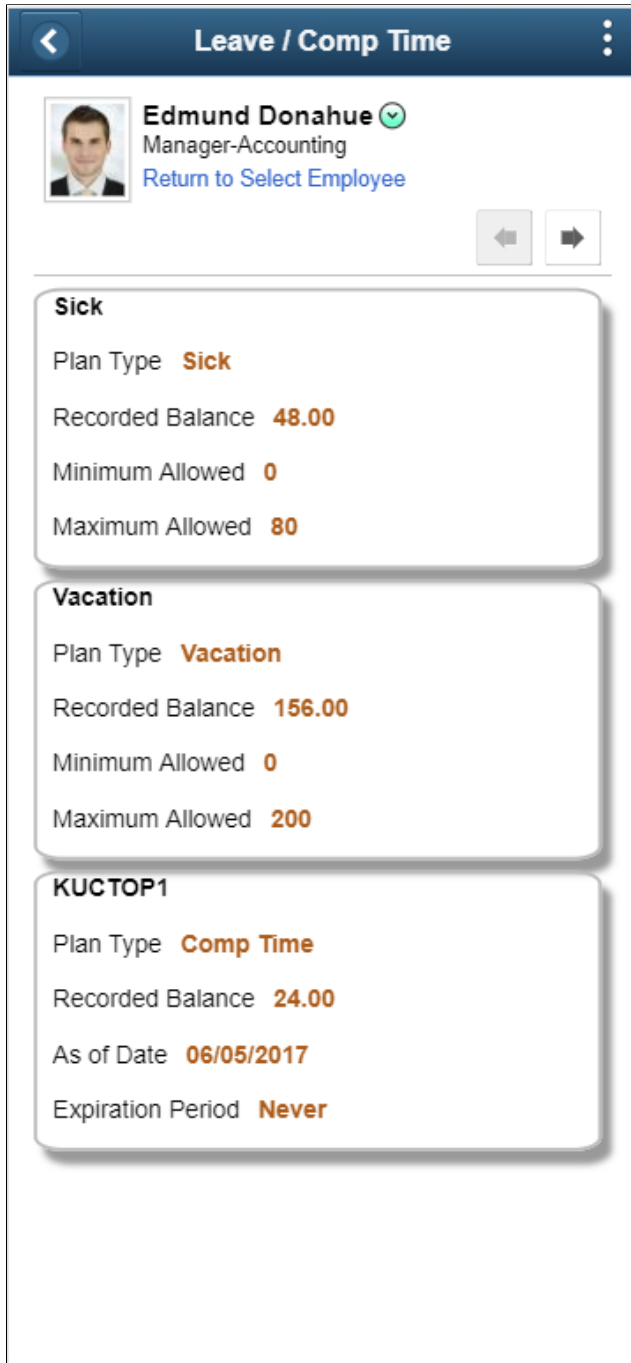 Leave / Comp Time
Edmund Donahue
Manager-Accounting
Return to Select Employee
Sick
Plan Type Sick
Recorded Balance 48.00
Minimum Allowed 0
Maximum Allowed 80
Vacation
Plan Type Vacation
Recorded Balance 156.00
Minimum Allowed 0
Maximum Allowed 200
KUCTOP1
Plan Type Comp Time
Recorded Balance 24.00
As of Date 06/05/2017
Expiration Period Never